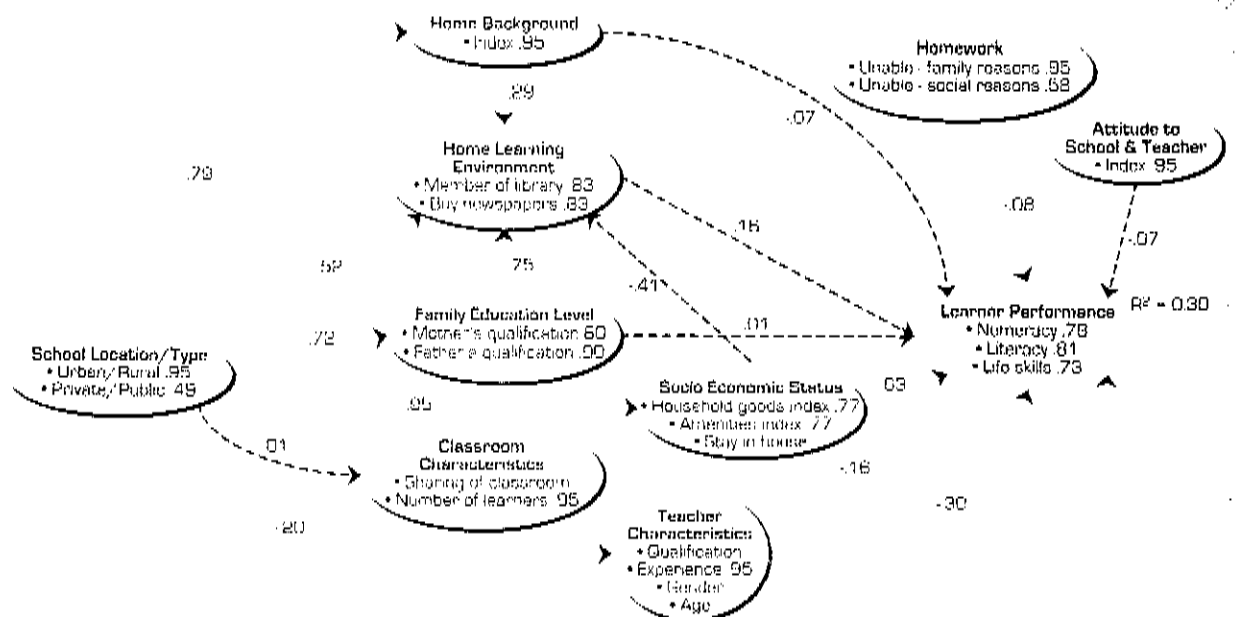 Home Background
• Index .95
.29
Home Learning
Environment
• Member of library .83
• Buy newspapers .83
Homework
• Unable - family reasons .95
• Unable - social reasons .58
Attitude to
School & Teacher
• Index .95
-.07
.79
-.08
-.07
.16
.52
.75
-.41
Family Education Level
• Mother's qualification .60
• Father's qualification .90
.01
Learner Performance
• Numeracy .78
• Literacy .81
• Life skills .73
R² = 0.30
.72
School Location/Type
• Urban/Rural .95
• Private/Public .49
.63
Socio Economic Status
• Household goods index .77
• Amenities index .77
• Stay in house
.01
Classroom
Characteristics
• Sharing of classroom
• Number of learners .95
-.16
-.30
-.20
Teacher
Characteristics
• Qualification
• Experience .95
• Gender
• Age